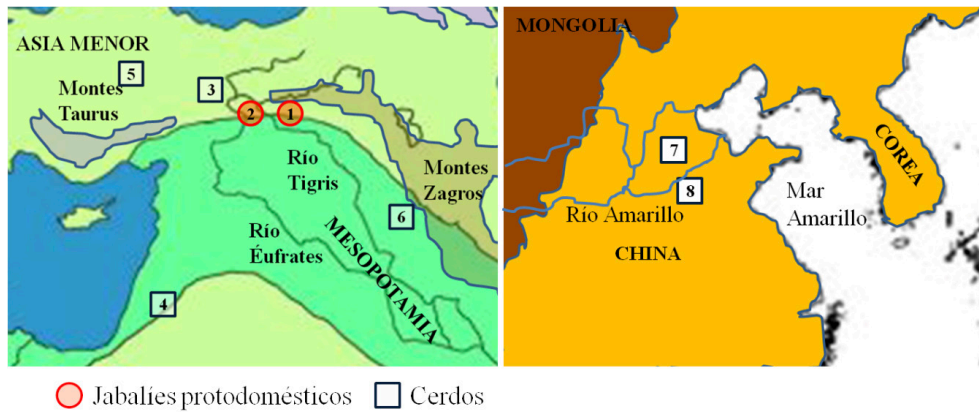 ASIA MENOR
Montes
Taurus
5
3
2
1
Río
Tigris
Montes
Zagros
6
Río
Éufrates
MESOPOTAMIA
4
MONGOLIA
7
8
Río Amarillo
CHINA
COREA
Mar
Amarillo
Jabalíes protodomésticos
Cerdos